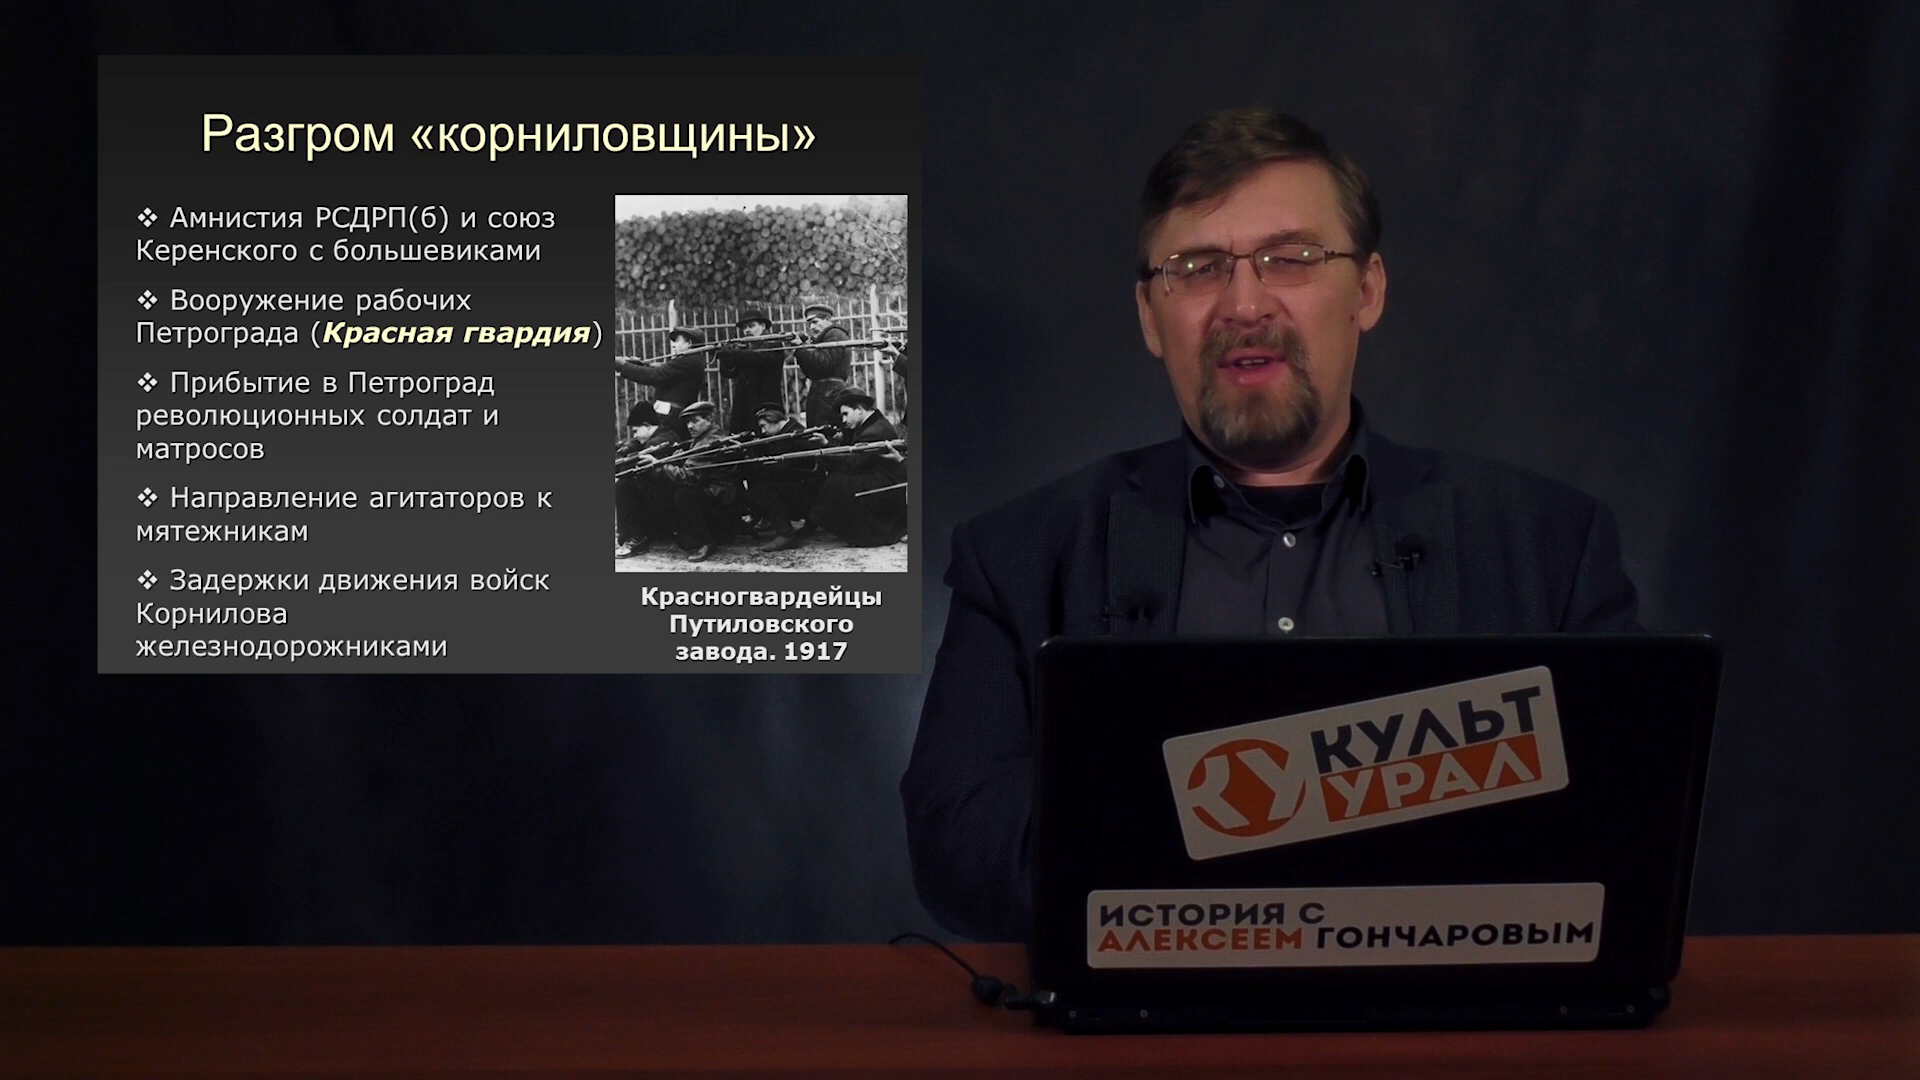 Разгром «корниловщины»
❖ Амнистия РСДРП(б) и союз
Керенского с большевиками
❖ Вооружение рабочих
Петрограда (Красная гвардия)
❖ Прибытие в Петроград
революционных солдат и
матросов
❖ Направление агитаторов к
мятежникам
❖ Задержки движения войск
Корнилова
железнодорожниками
Красногвардейцы
Путиловского
завода. 1917
КУ КУЛЬТ
УРАЛ
ИСТОРИЯ С
АЛЕКСЕЕМ ГОНЧАРОВЫМ